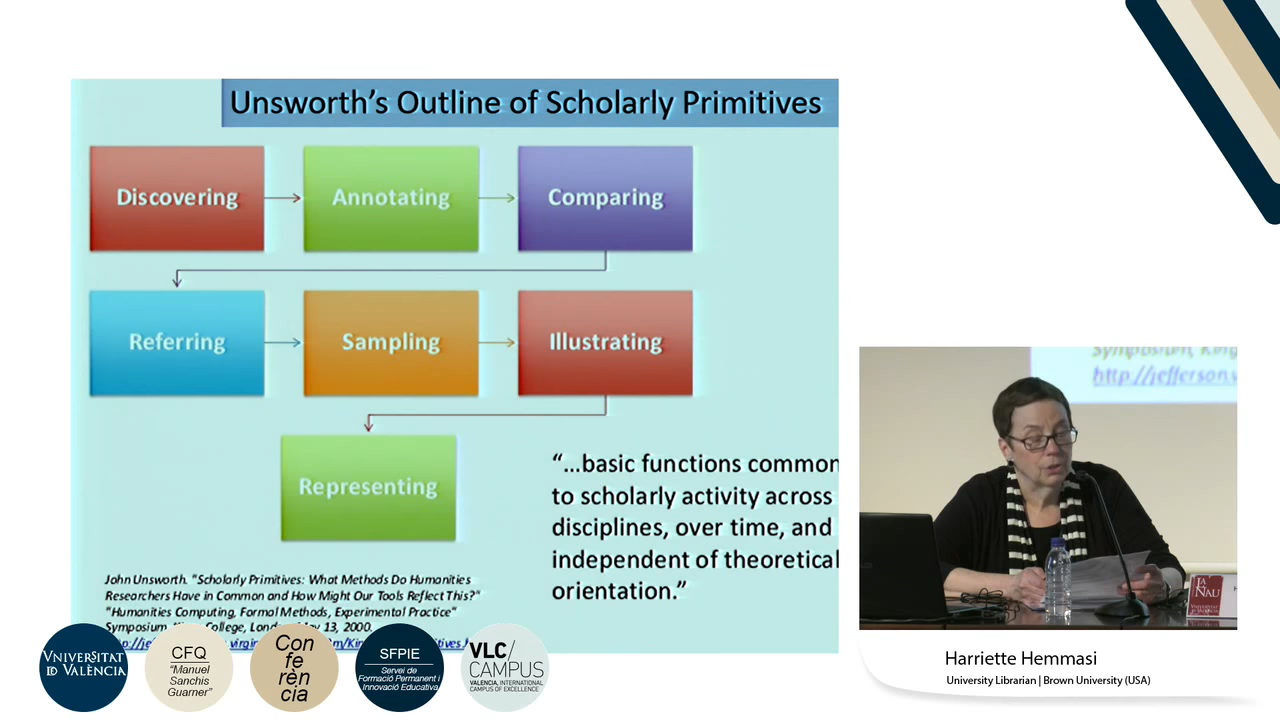 Unsworth's Outline of Scholarly Primitives
Discovering
Annotating
Comparing
Referring
Sampling
Illustrating
Representing
"...basic functions common
to scholarly activity across
disciplines, over time, and
independent of theoretical
orientation."
John Unsworth. "Scholarly Primitives: What Methods Do Humanities
Researchers Have in Common and How Might Our Tools Reflect This?"
"Humanities Computing, Formal Methods, Experimental Practice"
Symposium, College, London, May 13, 2000.
http://jefferson.
VNIVERSITAT
ID VALÈNCIA
CFQ
"Manuel
Sanchis
Guarner"
Con
fe
rèn
cia
SFPIE
Servei de
Formació Permanent i
Innovació Educativa
VLC/
CAMPUS
VALENCIA, INTERNATIONAL
CAMPUS OF EXCELLENCE
JA
NAU
Harriette Hemmasi
University Librarian | Brown University (USA)